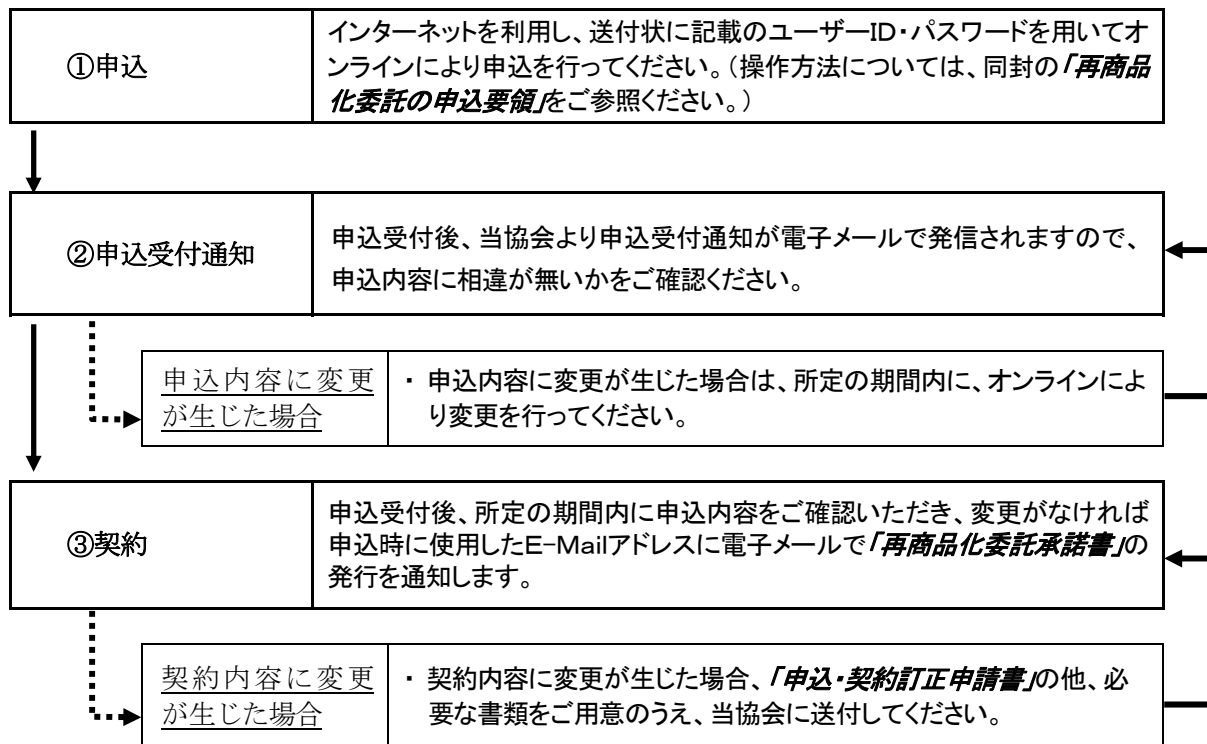 ①申込
インターネットを利用し、送付状に記載のユーザーID・パスワードを用いてオ
ンラインにより申込を行ってください。（操作方法については、同封の「再商品
化委託の申込要領」をご参照ください。）
②申込受付通知
申込受付後、当協会より申込受付通知が電子メールで発信されますので、
申込内容に相違が無いかをご確認ください。
申込内容に変更
が生じた場合
・ 申込内容に変更が生じた場合は、所定の期間内に、オンラインによ
り変更を行ってください。
③契約
申込受付後、所定の期間内に申込内容をご確認いただき、変更がなければ
申込時に使用したE-Mailアドレスに電子メールで「再商品化委託承諾書」の
発行を通知します。
契約内容に変更
が生じた場合
・ 契約内容に変更が生じた場合、「申込・契約訂正申請書」の他、必
要な書類をご用意のうえ、当協会に送付してください。